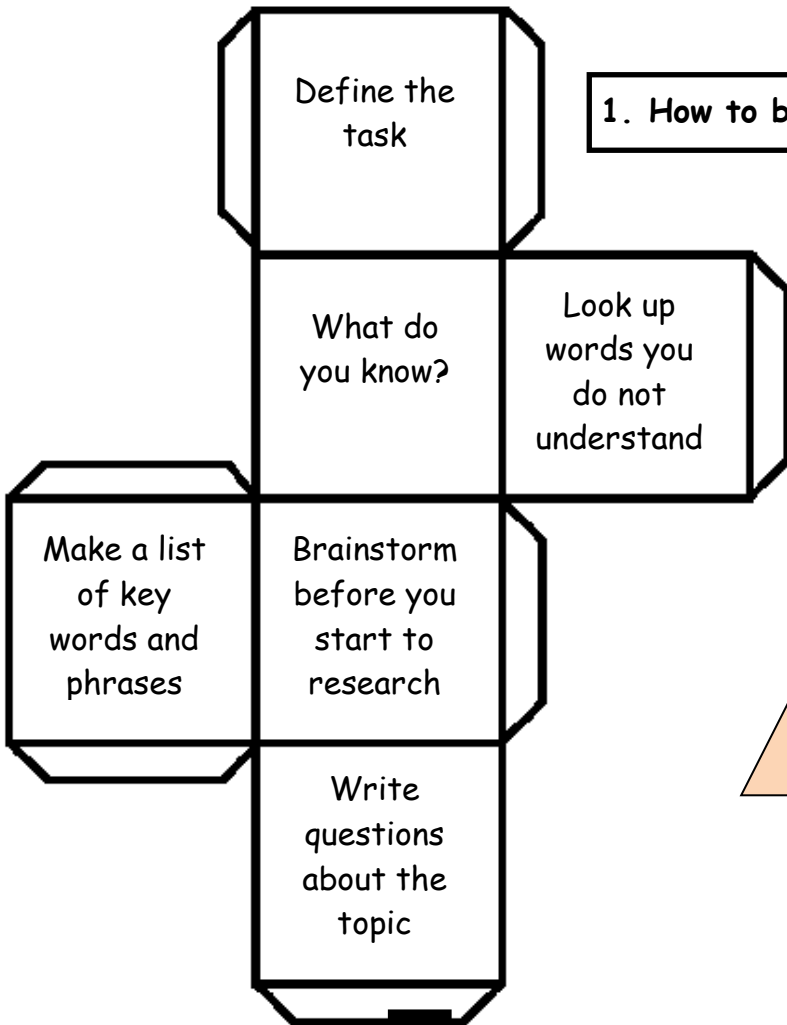 Define the
task
1. How to b
What do
you know?
Look up
words you
do not
understand
Make a list
of key
words and
phrases
Brainstorm
before you
start to
research
Write
questions
about the
topic